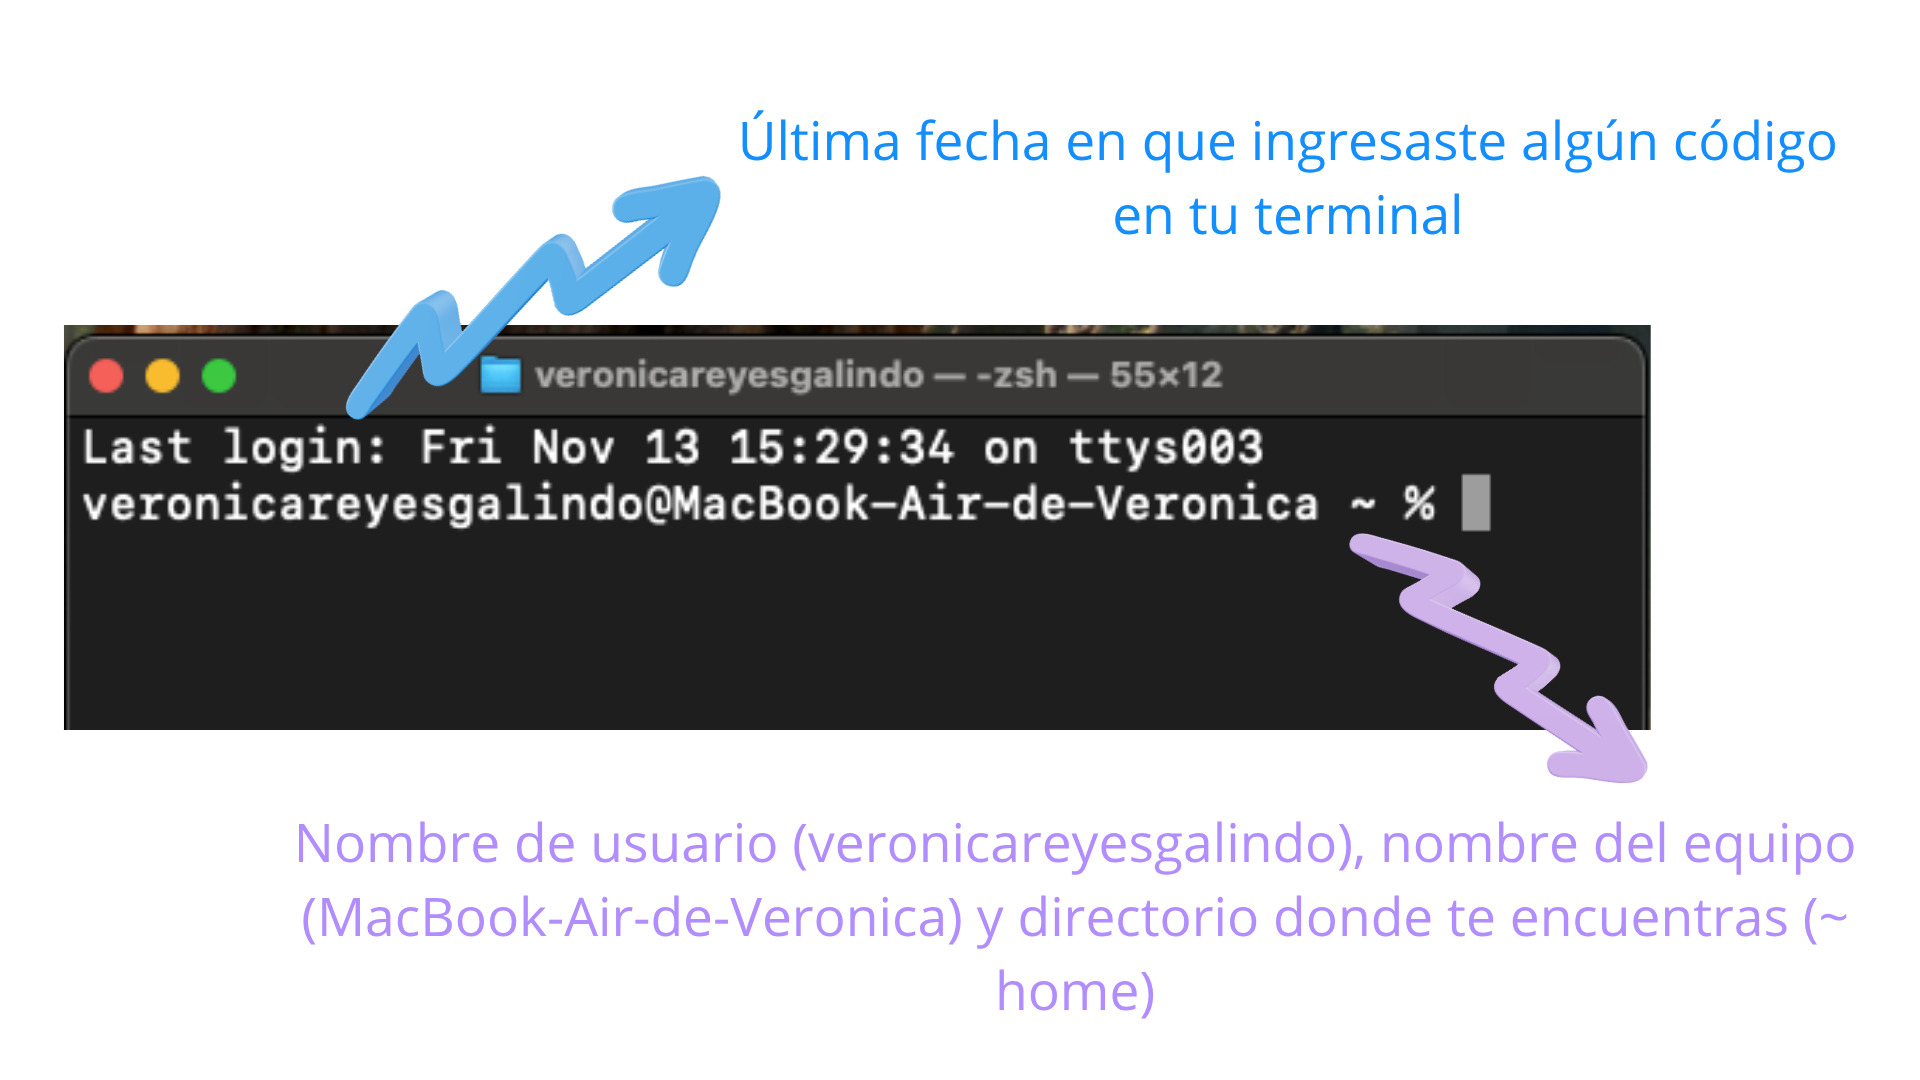 Última fecha en que ingresaste algún código
en tu terminal
veronicareyesgalindo — -zsh — 55×12
Last login: Fri Nov 13 15:29:34 on ttys003
veronicareyesgalindo@MacBook-Air-de-Veronica ~ %
Nombre de usuario (veronicareyesgalindo), nombre del equipo
(MacBook-Air-de-Veronica) y directorio donde te encuentras (~
home)